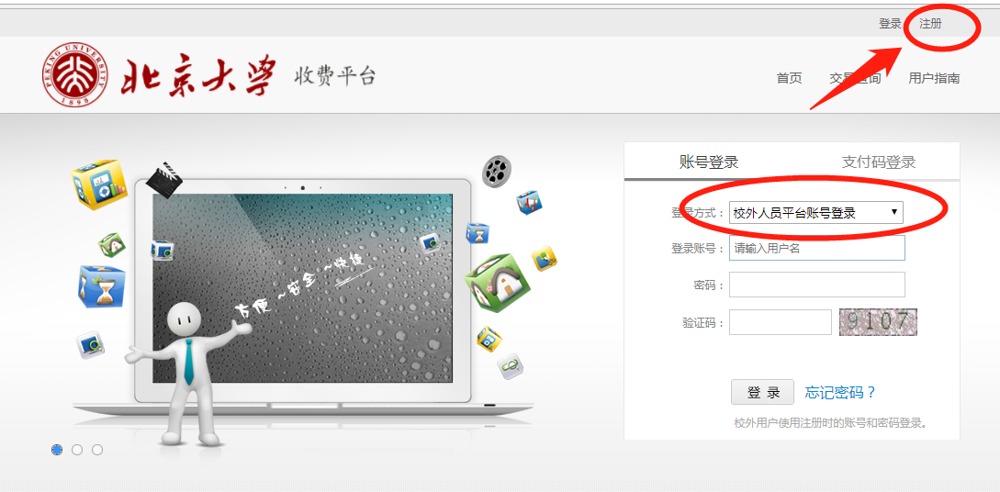 登录 注册
PEKING UNIVERSITY 1898
北京大学 收费平台
首页 交易查询 用户指南
账号登录 支付码登录
登录方式： 校外人员平台账号登录
登录账号： 请输入用户名
密码：
验证码： 9107
方便 ~安全 ~快捷
登 录 忘记密码？
校外用户使用注册时的账号和密码登录。